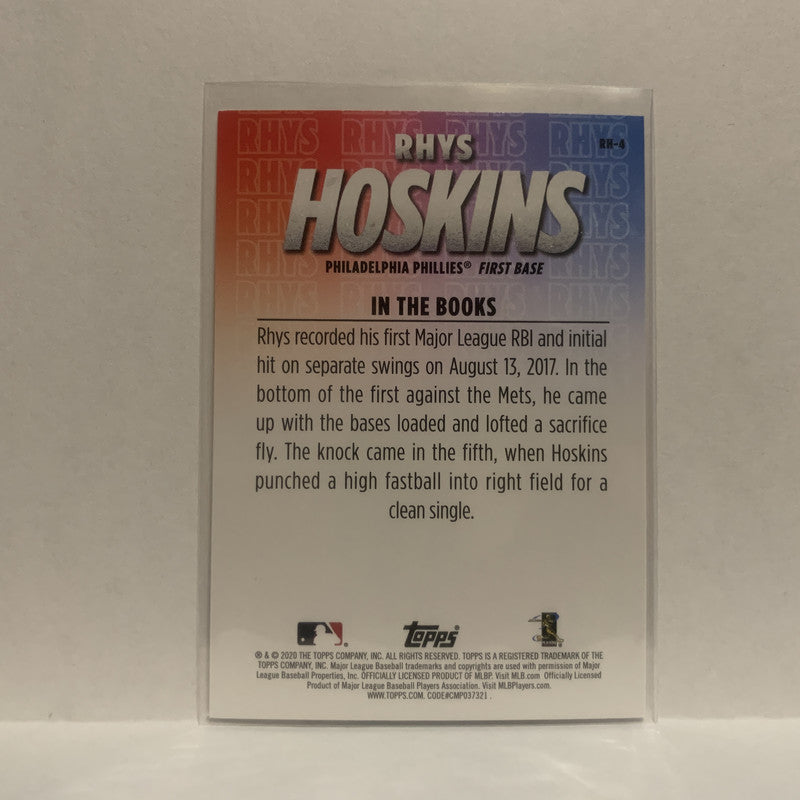 RHYS RHYS RHYS RHYS
RH-4
RHYS
HOSKINS
PHILADELPHIA PHILLIES® FIRST BASE
IN THE BOOKS
Rhys recorded his first Major League RBI and initial
hit on separate swings on August 13, 2017. In the
bottom of the first against the Mets, he came
up with the bases loaded and lofted a sacrifice
fly. The knock came in the fifth, when Hoskins
punched a high fastball into right field for a
clean single.
Topps®
® & © 2020 THE TOPPS COMPANY, INC. ALL RIGHTS RESERVED. TOPPS IS A REGISTERED TRADEMARK OF THE
TOPPS COMPANY, INC. Major League Baseball trademarks and copyrights are used with permission of Major
League Baseball Properties, Inc. OFFICIALLY LICENSED PRODUCT OF MLBP. Visit MLB.com Officially Licensed
Product of Major League Baseball Players Association. Visit MLBPlayers.com.
WWW.TOPPS.COM. CODE#CMP037321.